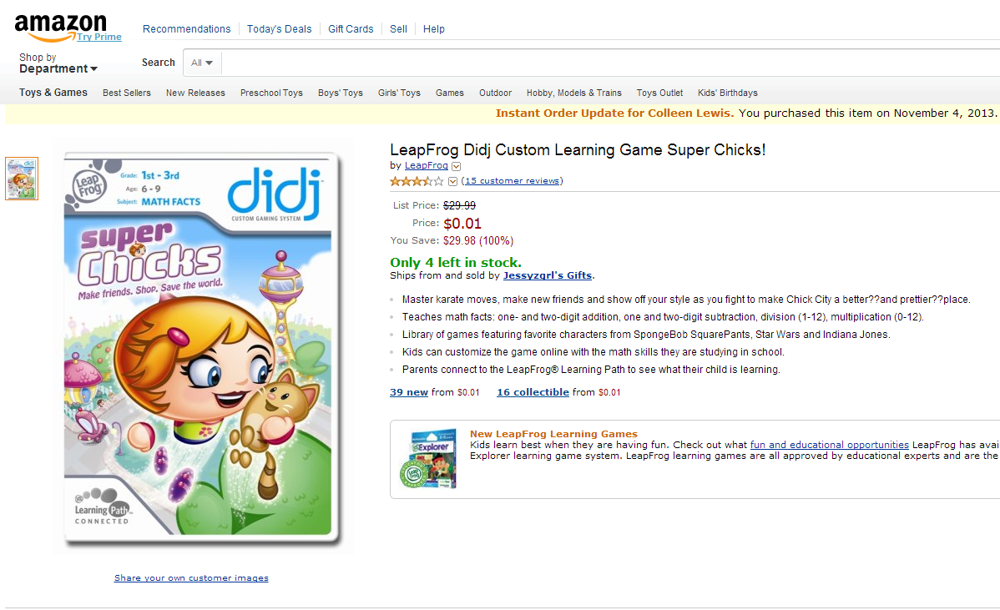 amazon
Try Prime
Recommendations Today's Deals Gift Cards Sell Help
Shop by
Department
Search All
Toys & Games Best Sellers New Releases Preschool Toys Boys' Toys Girls' Toys Games Outdoor Hobby, Models & Trains Toys Outlet Kids' Birthdays
Instant Order Update for Colleen Lewis. You purchased this item on November 4, 2013.
didj
Leap
Frog
Grade: 1st - 3rd
Age: 6 - 9
Subject: MATH FACTS
didj
CUSTOM GAMING SYSTEM
super
Chicks
Make friends. Shop. Save the world.
Learning Path
CONNECTED
Share your own customer images
LeapFrog Didj Custom Learning Game Super Chicks!
by LeapFrog
(15 customer reviews)
List Price: $29.99
Price: $0.01
You Save: $29.98 (100%)
Only 4 left in stock.
Ships from and sold by Jessyzgrl's Gifts.
Master karate moves, make new friends and show off your style as you fight to make Chick City a better??and prettier??place.
Teaches math facts: one- and two-digit addition, one and two-digit subtraction, division (1-12), multiplication (0-12).
Library of games featuring favorite characters from SpongeBob SquarePants, Star Wars and Indiana Jones.
Kids can customize the game online with the math skills they are studying in school.
Parents connect to the LeapFrog® Learning Path to see what their child is learning.
39 new from $0.01 16 collectible from $0.01
Explorer
New LeapFrog Learning Games
Kids learn best when they are having fun. Check out what fun and educational opportunities LeapFrog has avai
Explorer learning game system. LeapFrog learning games are all approved by educational experts and are the